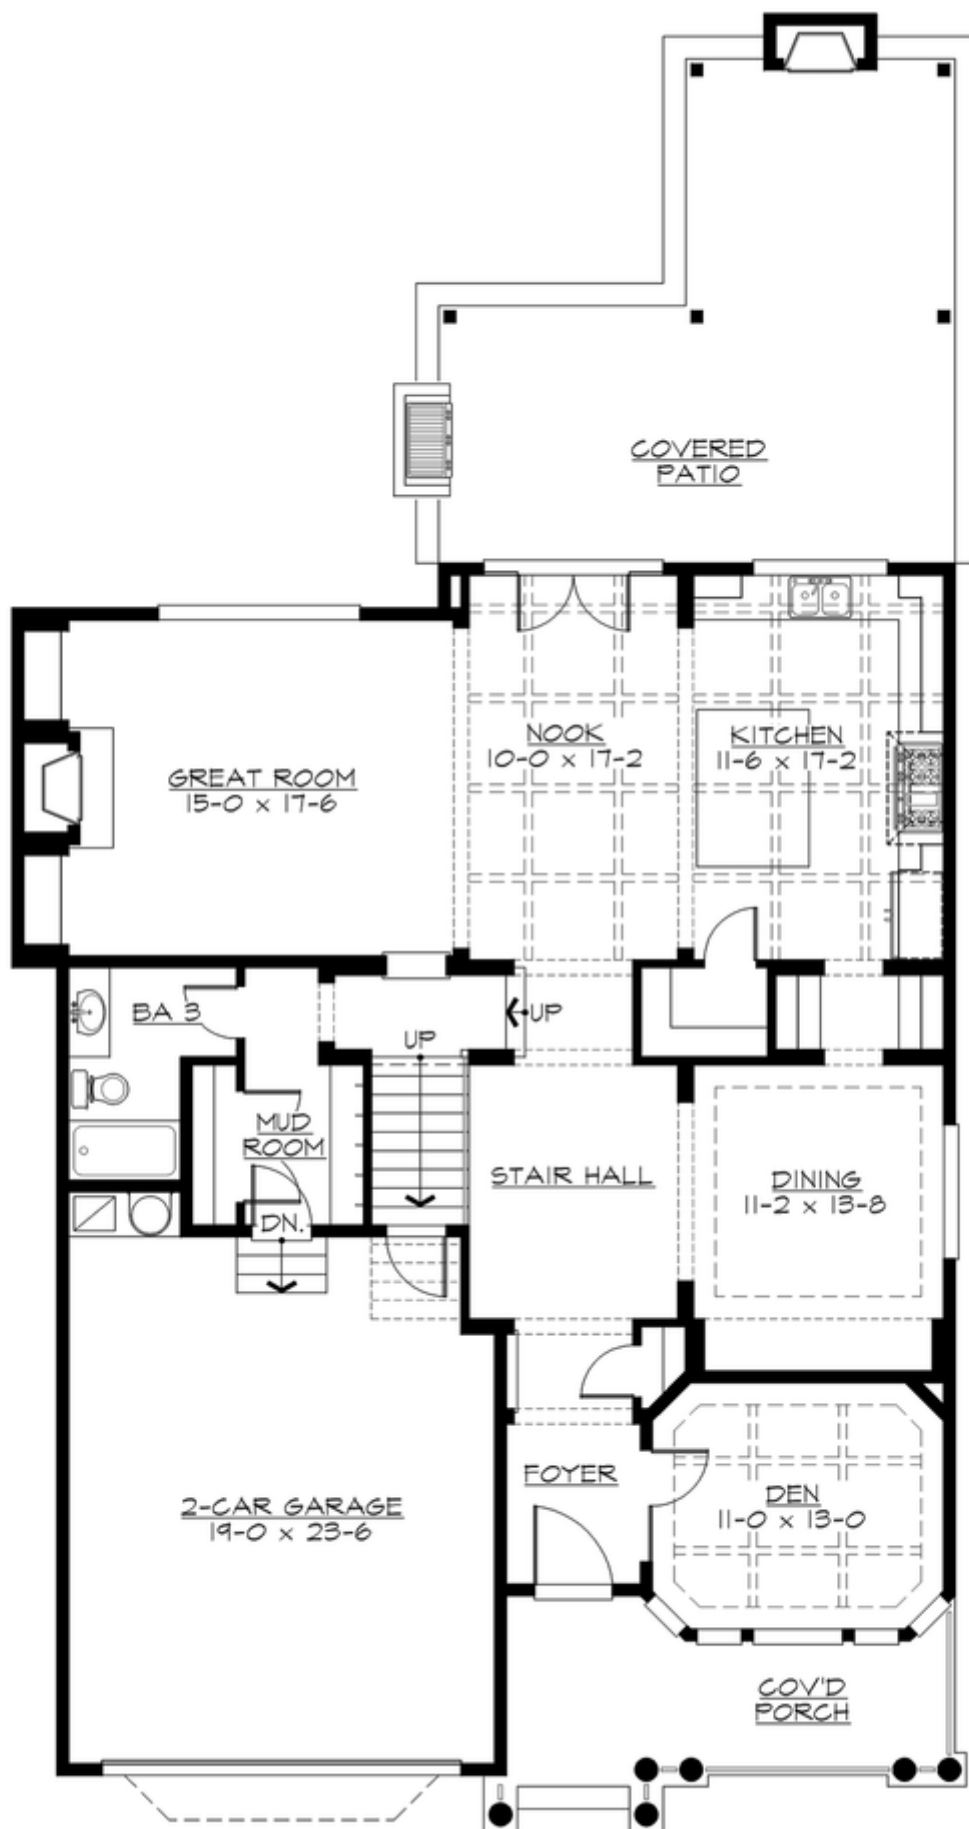 COVERED
PATIO
NOOK
10-0 x 17-2
KITCHEN
11-6 x 17-2
GREAT ROOM
15-0 x 17-6
BA 3
UP
UP
MUD
ROOM
DN.
STAIR HALL
DINING
11-2 x 13-8
FOYER
DEN
11-0 x 13-0
2-CAR GARAGE
19-0 x 23-6
COV'D
PORCH